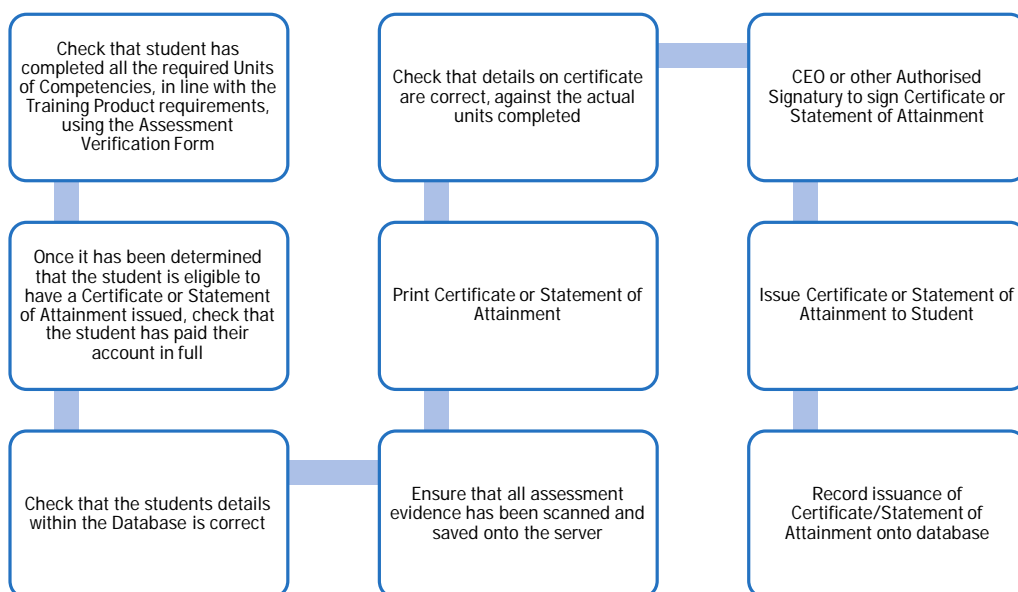 Check that student has
completed all the required Units
of Competencies, in line with the
Training Product requirements,
using the Assessment
Verification Form
Once it has been determined
that the student is eligible to
have a Certificate or Statement
of Attainment issued, check that
the student has paid their
account in full
Check that the students details
within the Database is correct
Ensure that all assessment
evidence has been scanned and
saved onto the server
Print Certificate or Statement of
Attainment
Check that details on certificate
are correct, against the actual
units completed
CEO or other Authorised
Signatury to sign Certificate or
Statement of Attainment
Issue Certificate or Statement of
Attainment to Student
Record issuance of
Certificate/Statement of
Attainment onto database